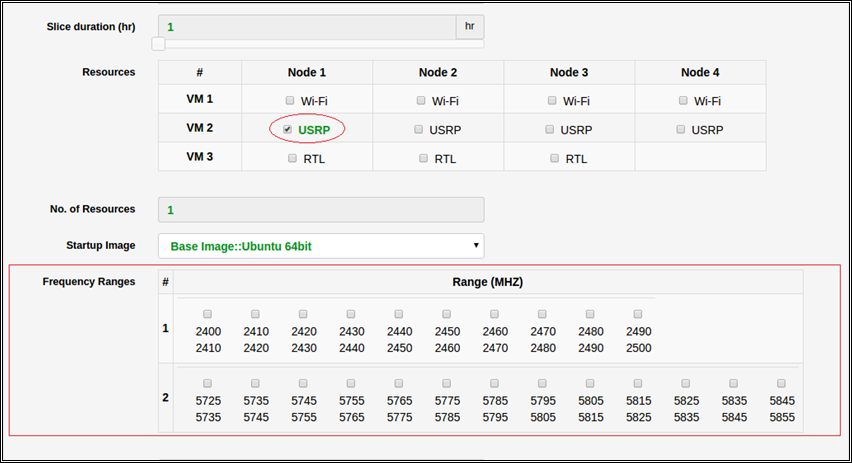 Slice duration (hr) 1 hr
Resources # Node 1 Node 2 Node 3 Node 4
VM 1 Wi-Fi Wi-Fi Wi-Fi Wi-Fi
VM 2 USRP USRP USRP USRP
VM 3 RTL RTL RTL
No. of Resources 1
Startup Image Base Image::Ubuntu 64bit
Frequency Ranges # Range (MHZ)
1
2400 2410 2420 2430 2440 2450 2460 2470 2480 2490
2410 2420 2430 2440 2450 2460 2470 2480 2490 2500
2
5725 5735 5745 5755 5765 5775 5785 5795 5805 5815 5825 5835 5845
5735 5745 5755 5765 5775 5785 5795 5805 5815 5825 5835 5845 5855